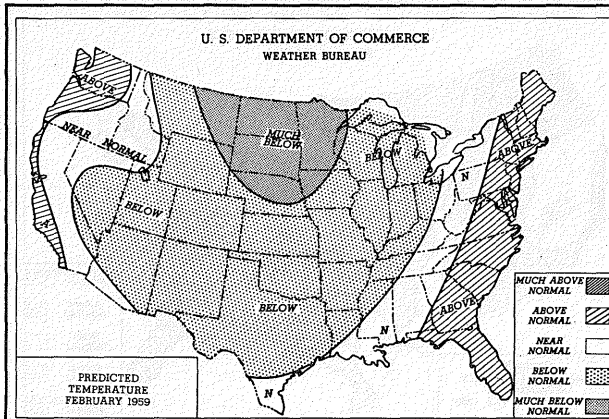 U. S. DEPARTMENT OF COMMERCE
WEATHER BUREAU
ABOVE
NEAR NORMAL
MUCH
BELOW
BELOW
N
ABOVE
BELOW
A
BELOW
ABOVE
N
N
MUCH ABOVE
NORMAL
ABOVE
NORMAL
NEAR
NORMAL
BELOW
NORMAL
MUCH BELOW
NORMAL
PREDICTED
TEMPERATURE
FEBRUARY 1959